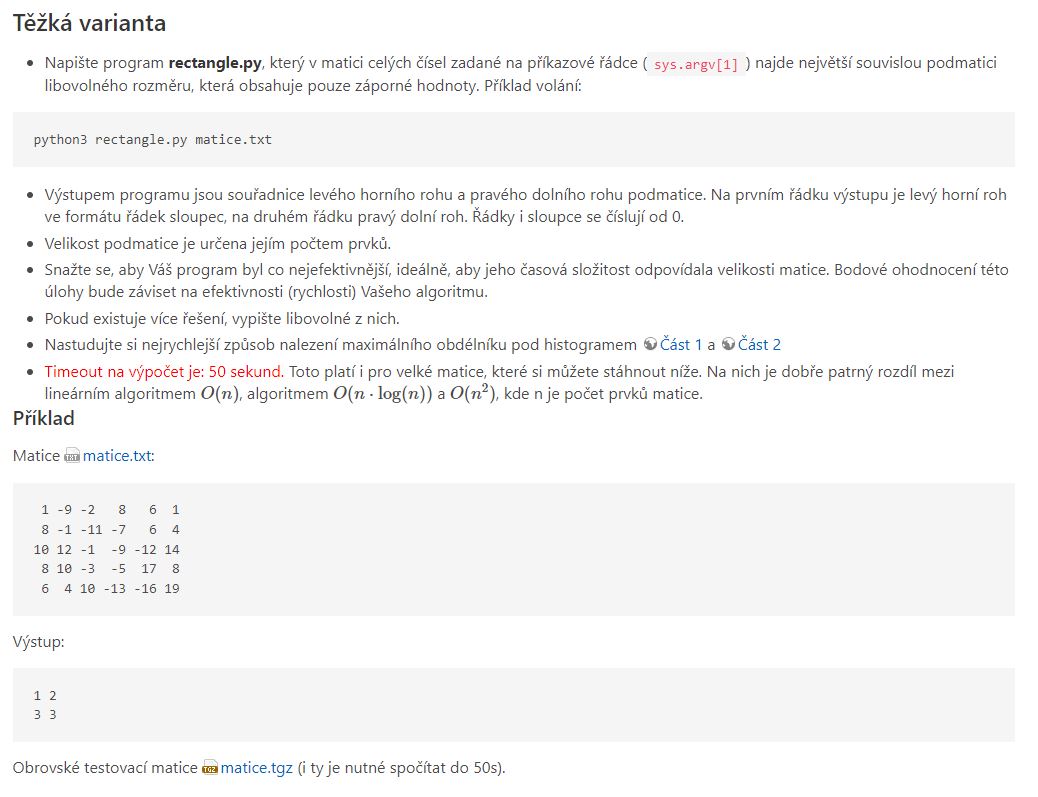 Těžká varianta
Napište program rectangle.py, který v matici celých čísel zadané na příkazové řádce ( sys.argv[1] ) najde největší souvislou podmatici
libovolného rozměru, která obsahuje pouze záporné hodnoty. Příklad volání:
python3 rectangle.py matice.txt
Výstupem programu jsou souřadnice levého horního rohu a pravého dolního rohu podmatice. Na prvním řádku výstupu je levý horní roh
ve formátu řádek sloupec, na druhém řádku pravý dolní roh. Řádky i sloupce se číslují od 0.
Velikost podmatice je určena jejím počtem prvků.
Snažte se, aby Váš program byl co nejefektivnější, ideálně, aby jeho časová složitost odpovídala velikosti matice. Bodové ohodnocení této
úlohy bude záviset na efektivnosti (rychlosti) Vašeho algoritmu.
Pokud existuje více řešení, vypište libovolné z nich.
Nastudujte si nejrychlejší způsob nalezení maximálního obdélníku pod histogramem Část 1 a Část 2
Timeout na výpočet je: 50 sekund. Toto platí i pro velké matice, které si můžete stáhnout níže. Na nich je dobře patrný rozdíl mezi
lineárním algoritmem O(n), algoritmem O(n · log(n)) a O(n²), kde n je počet prvků matice.
Příklad
Matice matice.txt:
1 -9 -2 8 6 1
8 -1 -11 -7 6 4
10 12 -1 -9 -12 14
8 10 -3 -5 17 8
6 4 10 -13 -16 19
Výstup:
1 2
3 3
Obrovské testovací matice matice.tgz (i ty je nutné spočítat do 50s).